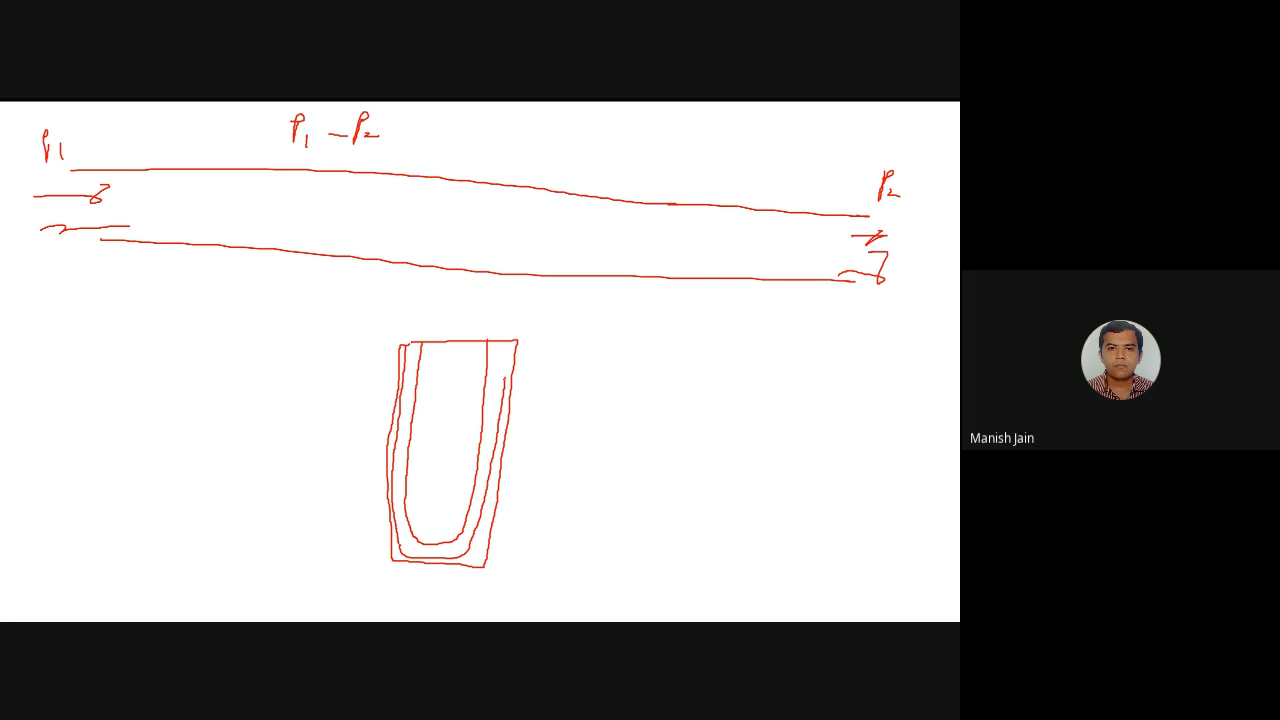 P₁ – P₂
P₁
P₂
Manish Jain